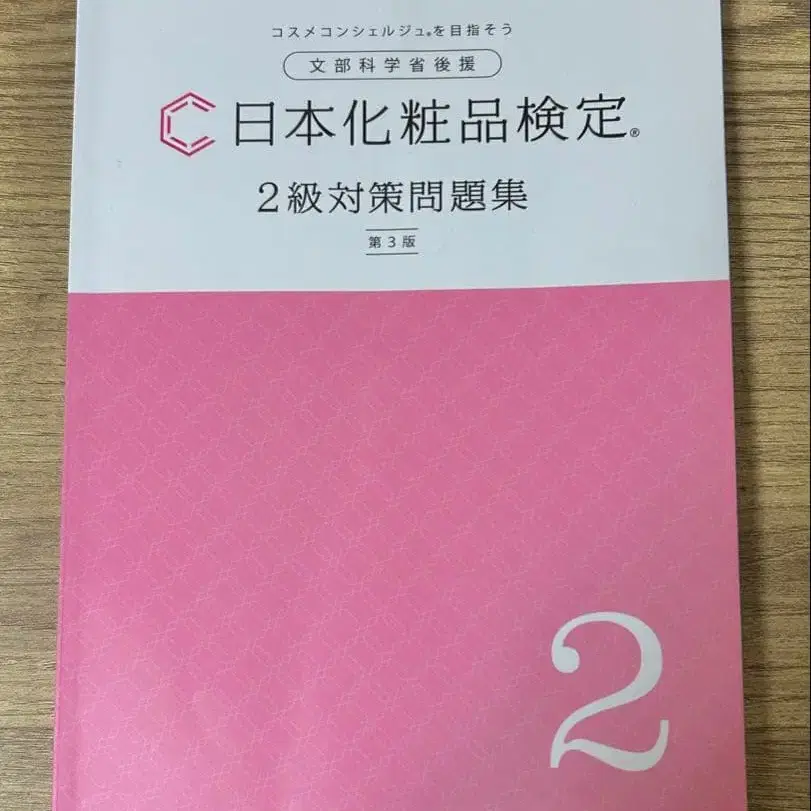 コスメコンシェルジュ®を目指そう
文部科学省後援
日本化粧品検定®
2級対策問題集
第3版
2